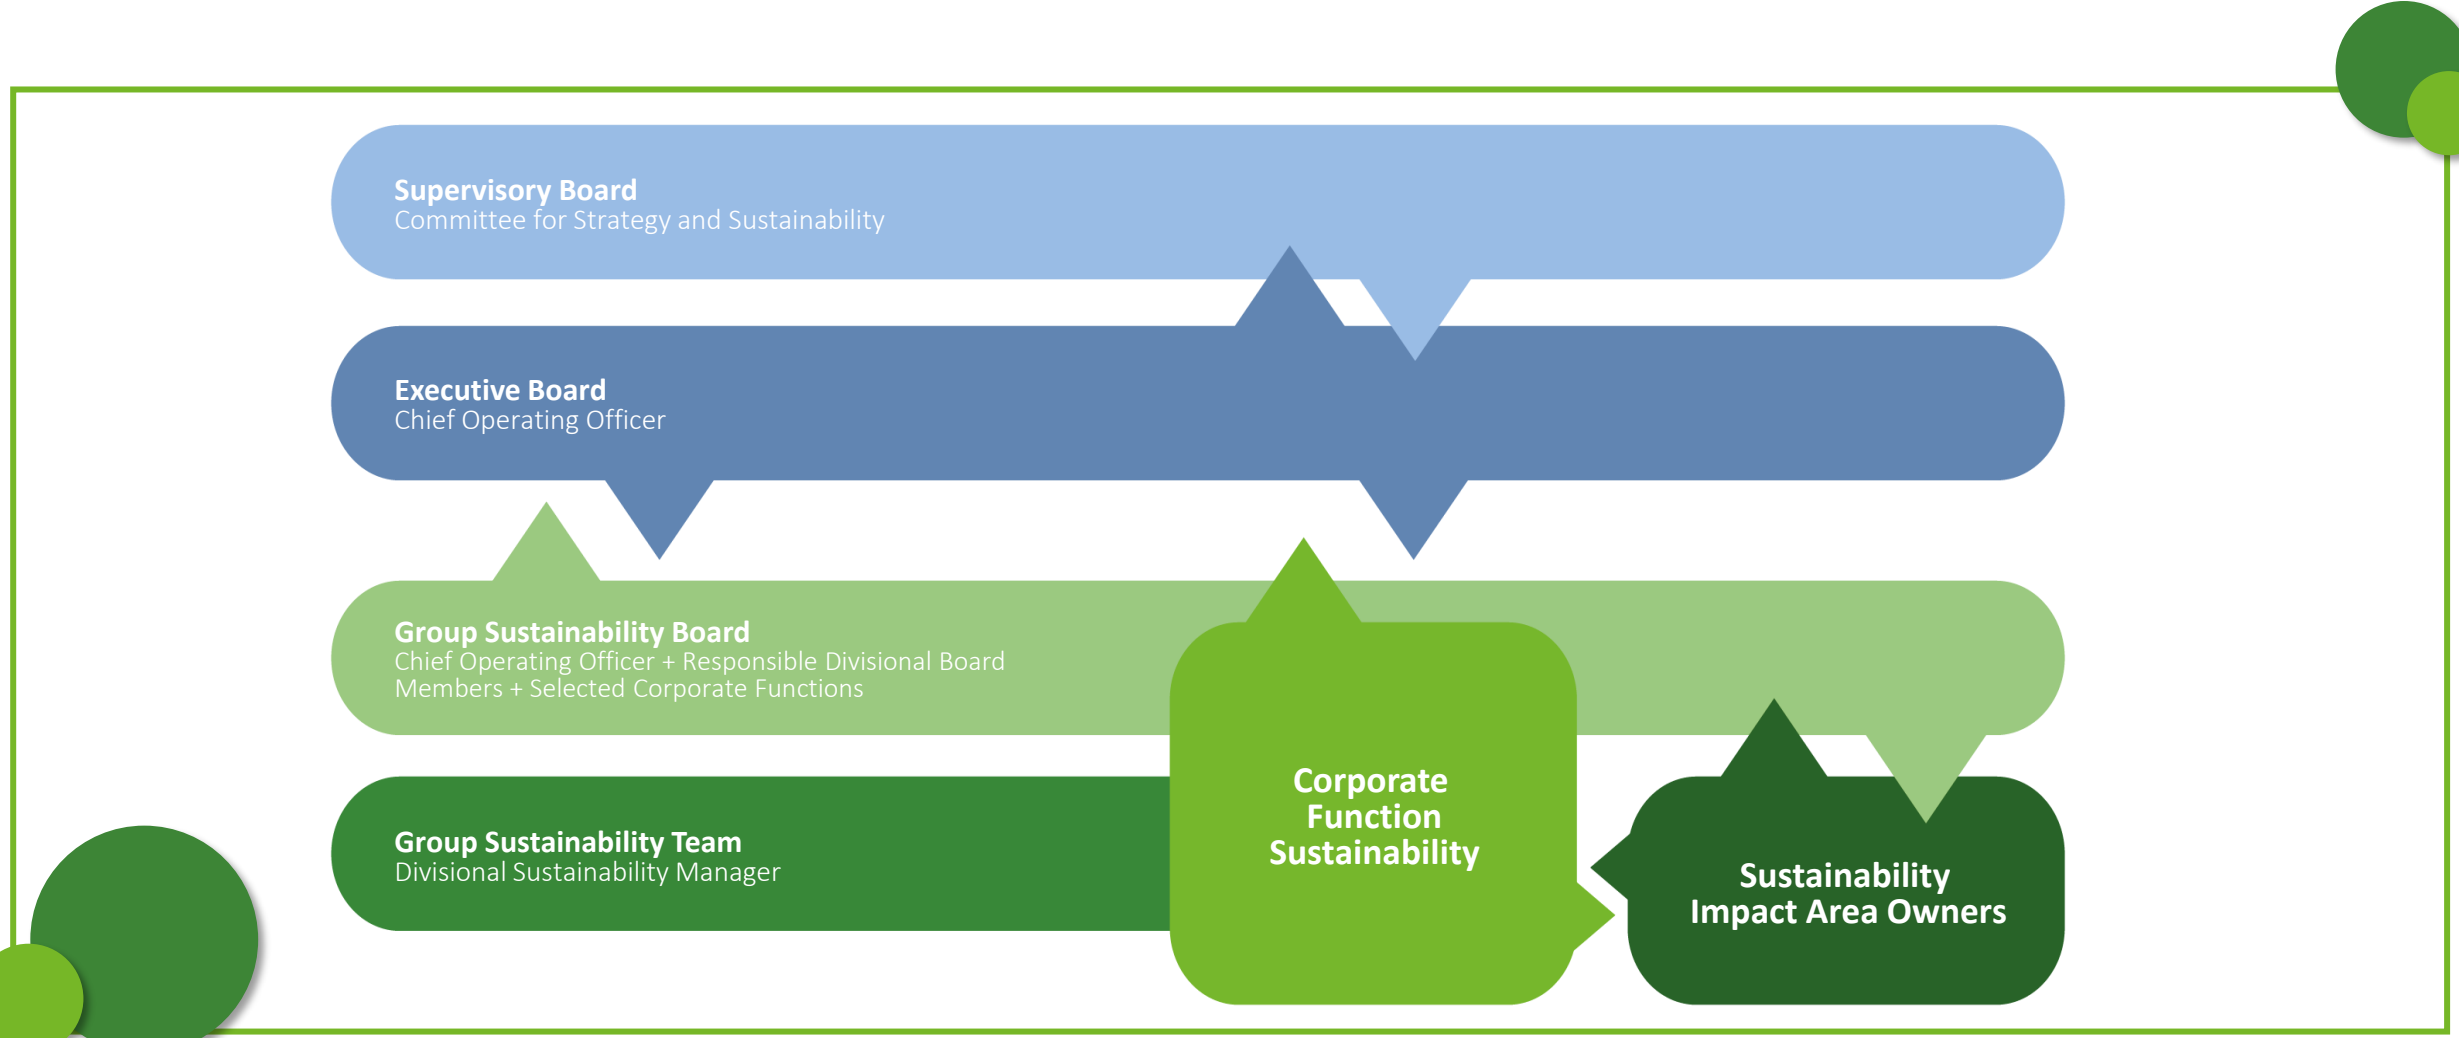 Supervisory Board
Committee for Strategy and Sustainability
Executive Board
Chief Operating Officer
Group Sustainability Board
Chief Operating Officer + Responsible Divisional Board
Members + Selected Corporate Functions
Group Sustainability Team
Divisional Sustainability Manager
Corporate
Function
Sustainability
Sustainability
Impact Area Owners